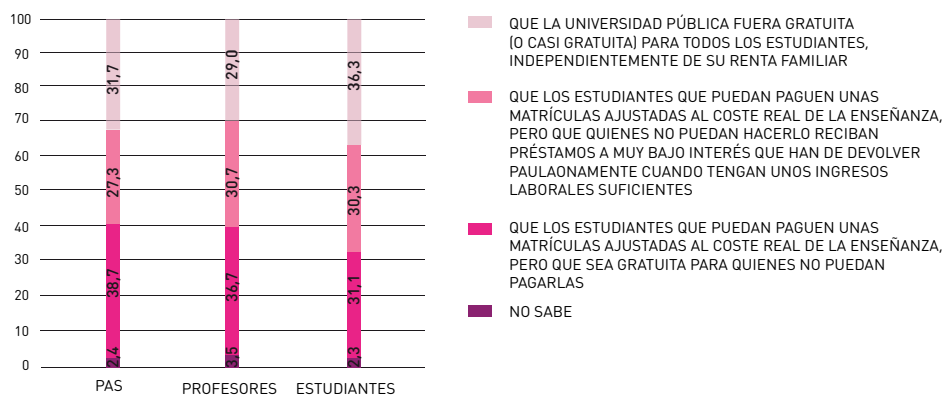 100
90
80
70
60
50
40
30
20
10
0
31,7
27,3
38,7
2,4
29,0
30,7
36,7
3,5
36,3
30,3
31,1
2,3
PAS
PROFESORES
ESTUDIANTES
QUE LA UNIVERSIDAD PÚBLICA FUERA GRATUITA
(O CASI GRATUITA) PARA TODOS LOS ESTUDIANTES,
INDEPENDIENTEMENTE DE SU RENTA FAMILIAR
QUE LOS ESTUDIANTES QUE PUEDAN PAGUEN UNAS
MATRÍCULAS AJUSTADAS AL COSTE REAL DE LA ENSEÑANZA,
PERO QUE QUIENES NO PUEDAN HACERLO RECIBAN
PRÉSTAMOS A MUY BAJO INTERÉS QUE HAN DE DEVOLVER
PAULAONAMENTE CUANDO TENGAN UNOS INGRESOS
LABORALES SUFICIENTES
QUE LOS ESTUDIANTES QUE PUEDAN PAGUEN UNAS
MATRÍCULAS AJUSTADAS AL COSTE REAL DE LA ENSEÑANZA,
PERO QUE SEA GRATUITA PARA QUIENES NO PUEDAN
PAGARLAS
NO SABE